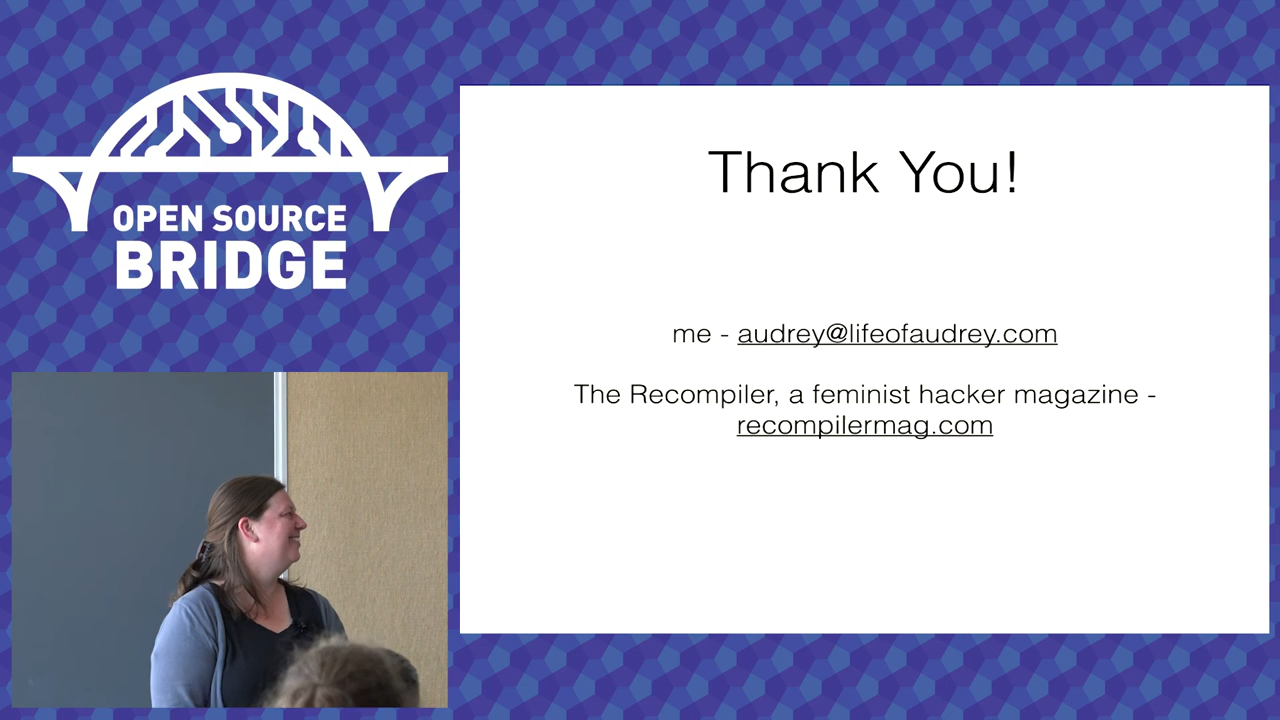 OPEN SOURCE
BRIDGE
Thank You!
me - audrey@lifeofaudrey.com
The Recompiler, a feminist hacker magazine -
recompilermag.com